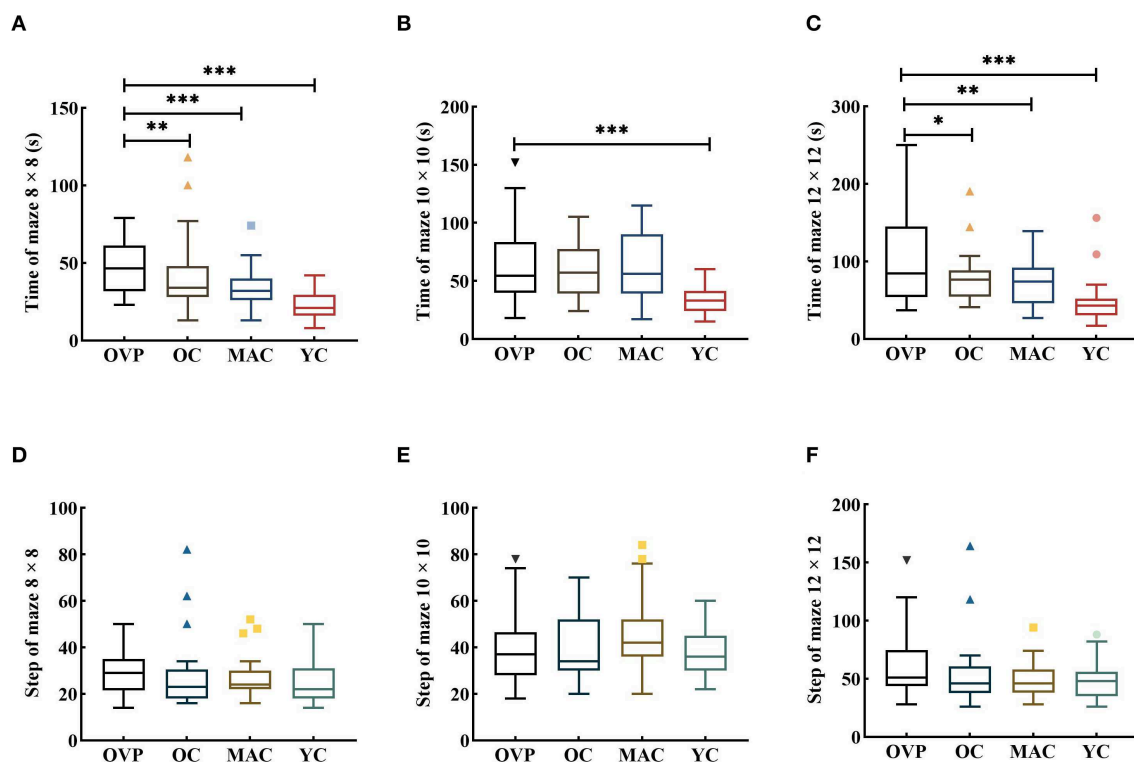 A
B
C
***
***
**
Time of maze 8 × 8 (s)
150
100
50
0
OVP OC MAC YC
***
Time of maze 10 × 10 (s)
200
150
100
50
0
OVP OC MAC YC
***
**
*
Time of maze 12 × 12 (s)
300
200
100
0
OVP OC MAC YC
D
E
F
Step of maze 8 × 8
100
80
60
40
20
0
OVP OC MAC YC
Step of maze 10 × 10
100
80
60
40
20
0
OVP OC MAC YC
Step of maze 12 × 12
200
150
100
50
0
OVP OC MAC YC